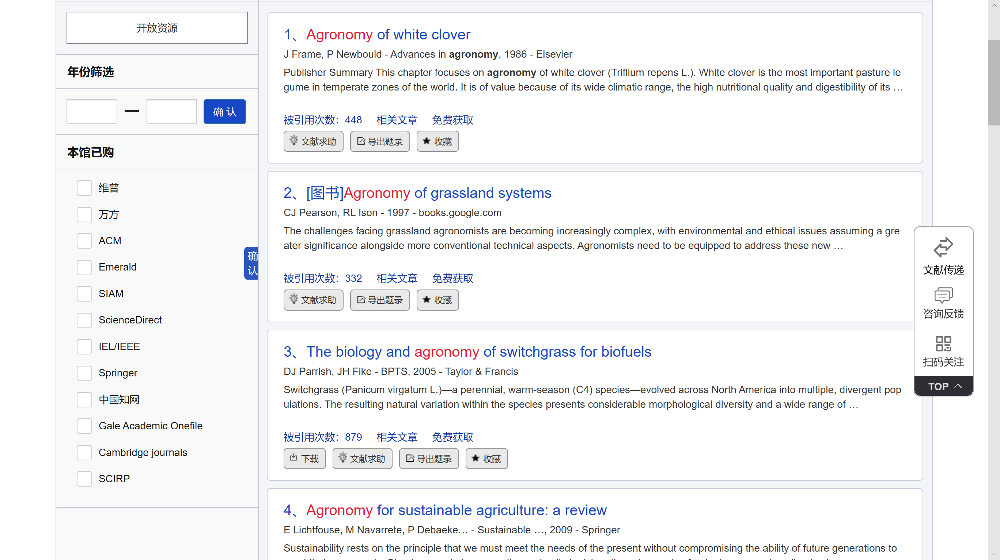 开放资源
年份筛选
确 认
本馆已购
维普
万方
ACM
Emerald
SIAM
ScienceDirect
IEL/IEEE
Springer
中国知网
Gale Academic Onefile
Cambridge journals
SCIRP
确
认
1、Agronomy of white clover
J Frame, P Newbould - Advances in agronomy, 1986 - Elsevier
Publisher Summary This chapter focuses on agronomy of white clover (Triflium repens L.). White clover is the most important pasture le
gume in temperate zones of the world. It is of value because of its wide climatic range, the high nutritional quality and digestibility of its …
被引用次数：448 相关文章 免费获取
文献求助 导出题录 收藏
2、[图书]Agronomy of grassland systems
CJ Pearson, RL Ison - 1997 - books.google.com
The challenges facing grassland agronomists are becoming increasingly complex, with environmental and ethical issues assuming a gre
ater significance alongside more conventional technical aspects. Agronomists need to be equipped to address these new …
被引用次数：332 相关文章 免费获取
文献求助 导出题录 收藏
3、The biology and agronomy of switchgrass for biofuels
DJ Parrish, JH Fike - BPTS, 2005 - Taylor & Francis
Switchgrass (Panicum virgatum L.)—a perennial, warm-season (C4) species—evolved across North America into multiple, divergent pop
ulations. The resulting natural variation within the species presents considerable morphological diversity and a wide range of …
被引用次数：879 相关文章 免费获取
下载 文献求助 导出题录 收藏
4、Agronomy for sustainable agriculture: a review
E Lichtfouse, M Navarrete, P Debaeke… - Sustainable …, 2009 - Springer
Sustainability rests on the principle that we must meet the needs of the present without compromising the ability of future generations to
文献传递
咨询反馈
扫码关注
TOP